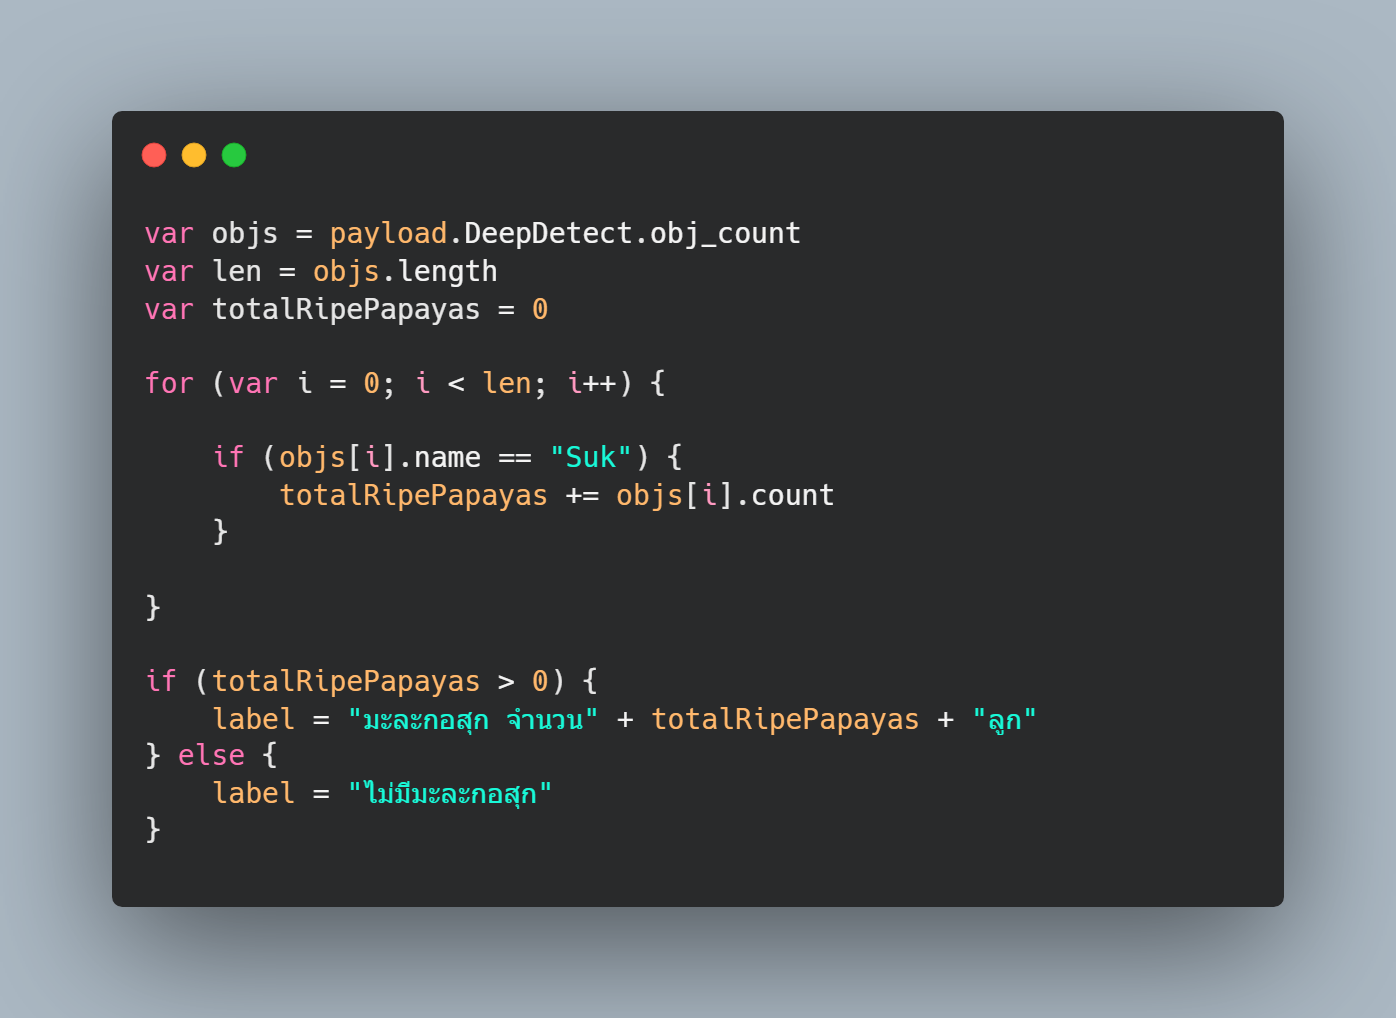 var objs = payload.DeepDetect.obj_count
var len = objs.length
var totalRipePapayas = 0
for (var i = 0; i < len; i++) {
if (objs[i].name == "Suk") {
totalRipePapayas += objs[i].count
}
}
if (totalRipePapayas > 0) {
label = "มะละกอสุก จำนวน" + totalRipePapayas + "ลูก"
} else {
label = "ไม่มีมะละกอสุก"
}